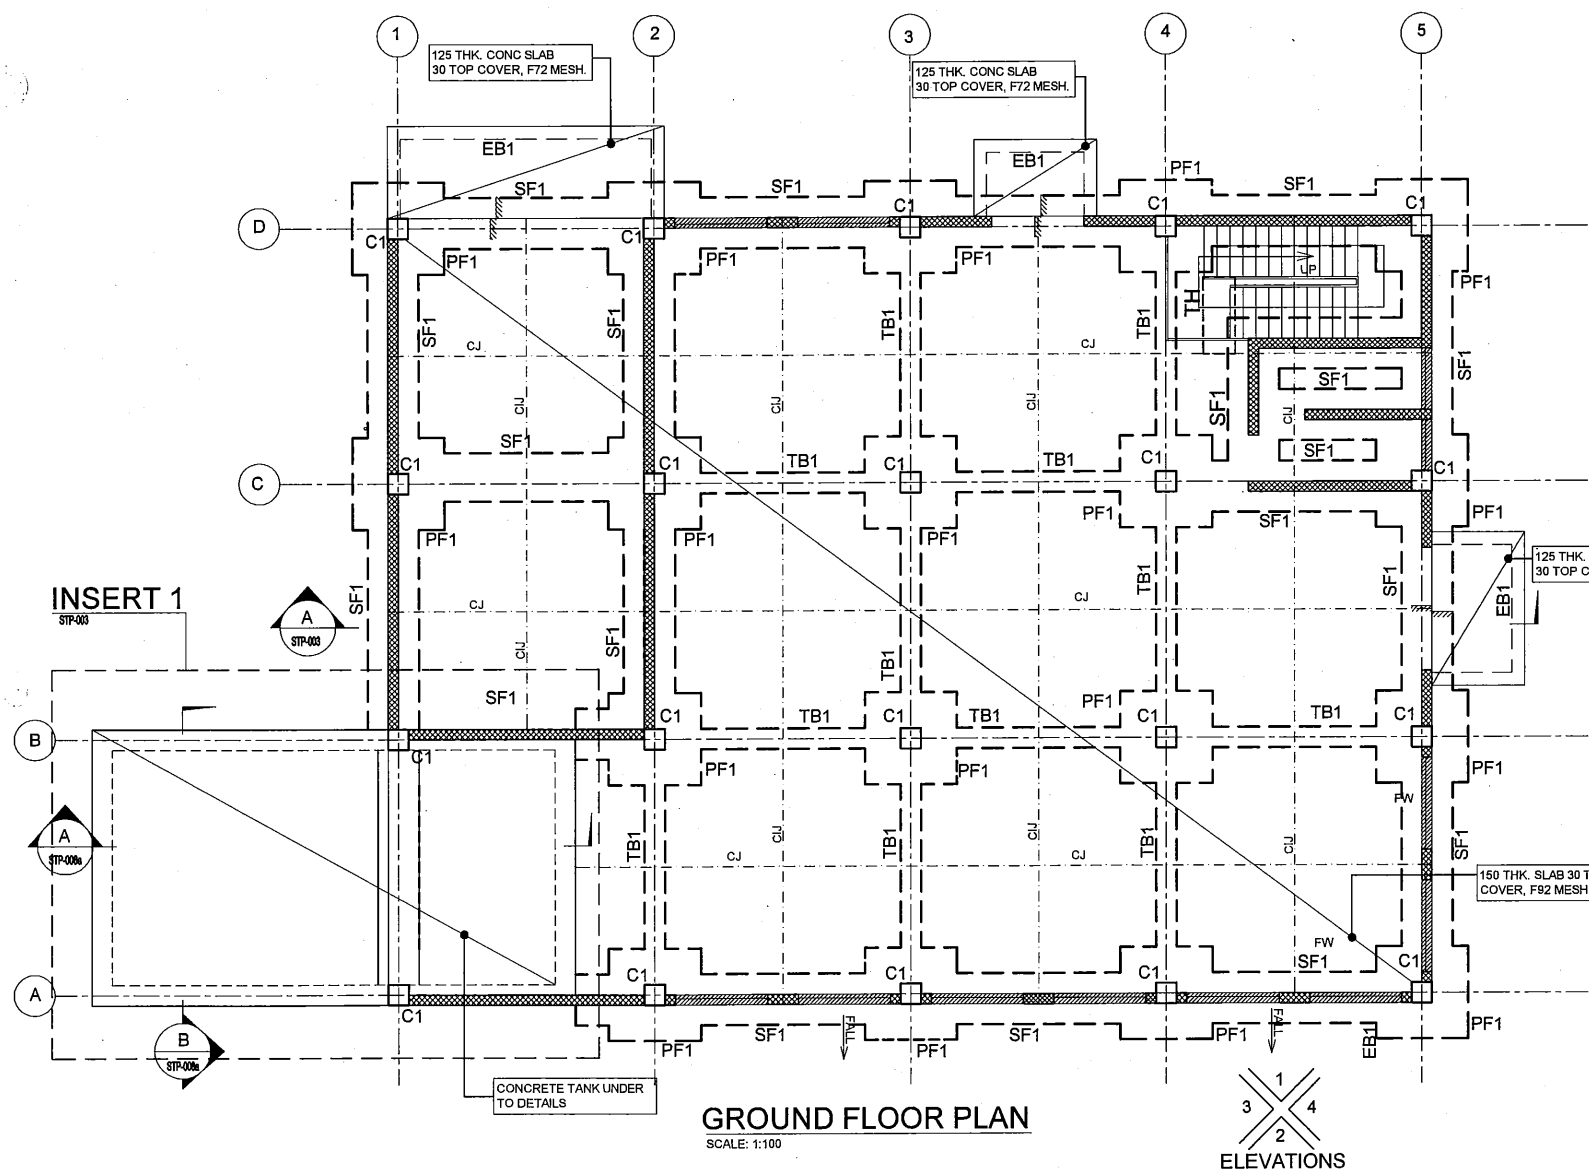 1
2
3
4
5
125 THK. CONC SLAB
30 TOP COVER, F72 MESH.
125 THK. CONC SLAB
30 TOP COVER, F72 MESH.
EB1
EB1
PF1
SF1
SF1
SF1
C1
C1
C1
D
C1
C1
PF1
PF1
PF1
UP
TH
PF1
SF1
SF1
TB1
TB1
CJ
CJ
SF1
SF1
SF1
CIJ
CIJ
CIJ
CIJ
SF1
SF1
TB1
TB1
SF1
C1
C1
C1
C1
C1
C
PF1
PF1
PF1
PF1
SF1
PF1
125 THK.
30 TOP C
INSERT 1
STP-003
A
STP-003
SF1
CJ
CJ
TB1
SF1
EB1
SF1
CIJ
TB1
SF1
PF1
C1
TB1
C1
TB1
C1
TB1
C1
B
C1
PF1
PF1
PF1
FW
A
STP-008a
TB1
CJ
CIJ
TB1
CIJ
CJ
TB1
CIJ
SF1
150 THK. SLAB 30 T
COVER, F92 MESH
FW
SF1
C1
C1
C1
C1
A
C1
B
STP-008a
PF1
SF1
FALL
PF1
SF1
PF1
FALL
EB1
PF1
CONCRETE TANK UNDER
TO DETAILS
GROUND FLOOR PLAN
SCALE: 1:100
1
3
4
2
ELEVATIONS